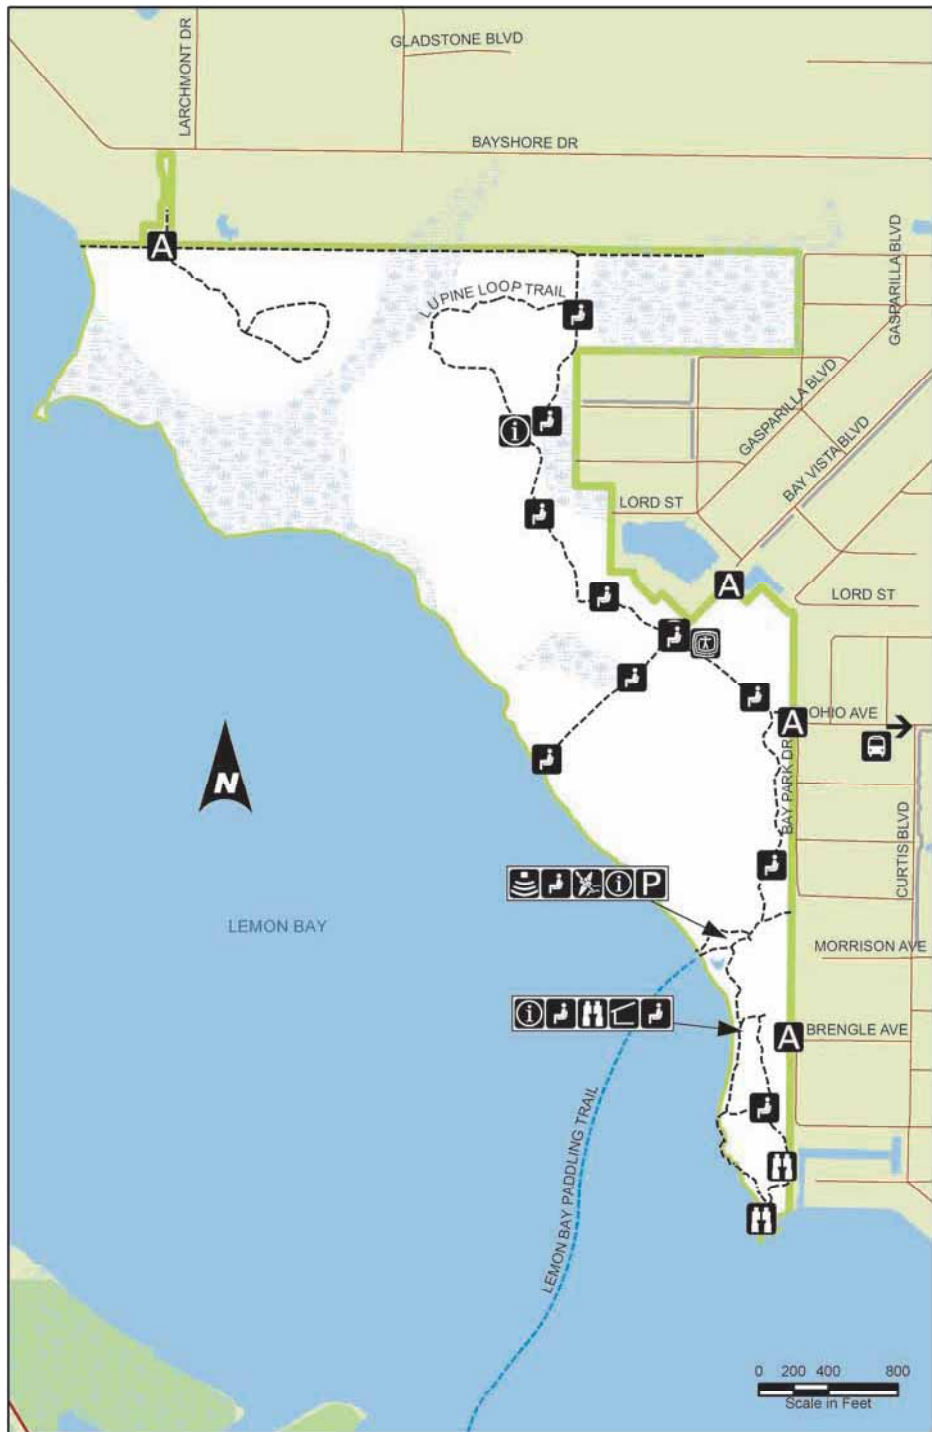 GLADSTONE BLVD
LARCHMONT DR
BAYSHORE DR
GASPARILLA BLVD
A
LUPINE LOOP TRAIL
GASPARILLA BLVD
BAY VISTA BLVD
i
LORD ST
A
LORD ST
OHIO AVE
A
BAY PARK DR
N
CURTIS BLVD
i P
LEMON BAY
MORRISON AVE
i
A
BRENGLE AVE
LEMON BAY PADDLING TRAIL
0 200 400 800
Scale in Feet